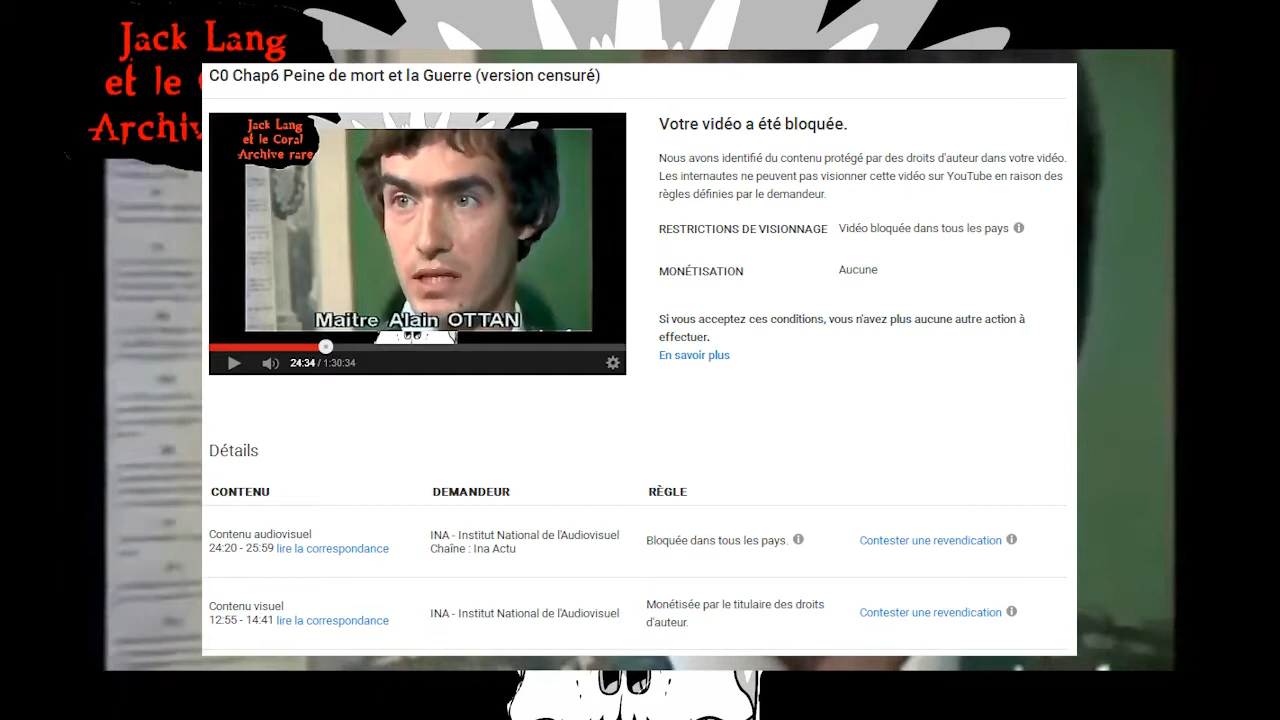 Jack Lang
et le C
Archiv
C0 Chap6 Peine de mort et la Guerre (version censuré)
Jack Lang
et le Coral
Archive rare
Maitre Alain OTTAN
24:34 / 1:30:34
Votre vidéo a été bloquée.
Nous avons identifié du contenu protégé par des droits d'auteur dans votre vidéo.
Les internautes ne peuvent pas visionner cette vidéo sur YouTube en raison des
règles définies par le demandeur.
RESTRICTIONS DE VISIONNAGE Vidéo bloquée dans tous les pays
MONÉTISATION Aucune
Si vous acceptez ces conditions, vous n'avez plus aucune autre action à
effectuer.
En savoir plus
Détails
CONTENU DEMANDEUR RÈGLE
Contenu audiovisuel
24:20 - 25:59 lire la correspondance
INA - Institut National de l'Audiovisuel
Chaîne : Ina Actu
Bloquée dans tous les pays.
Contester une revendication
Contenu visuel
12:55 - 14:41 lire la correspondance
INA - Institut National de l'Audiovisuel
Monétisée par le titulaire des droits
d'auteur.
Contester une revendication